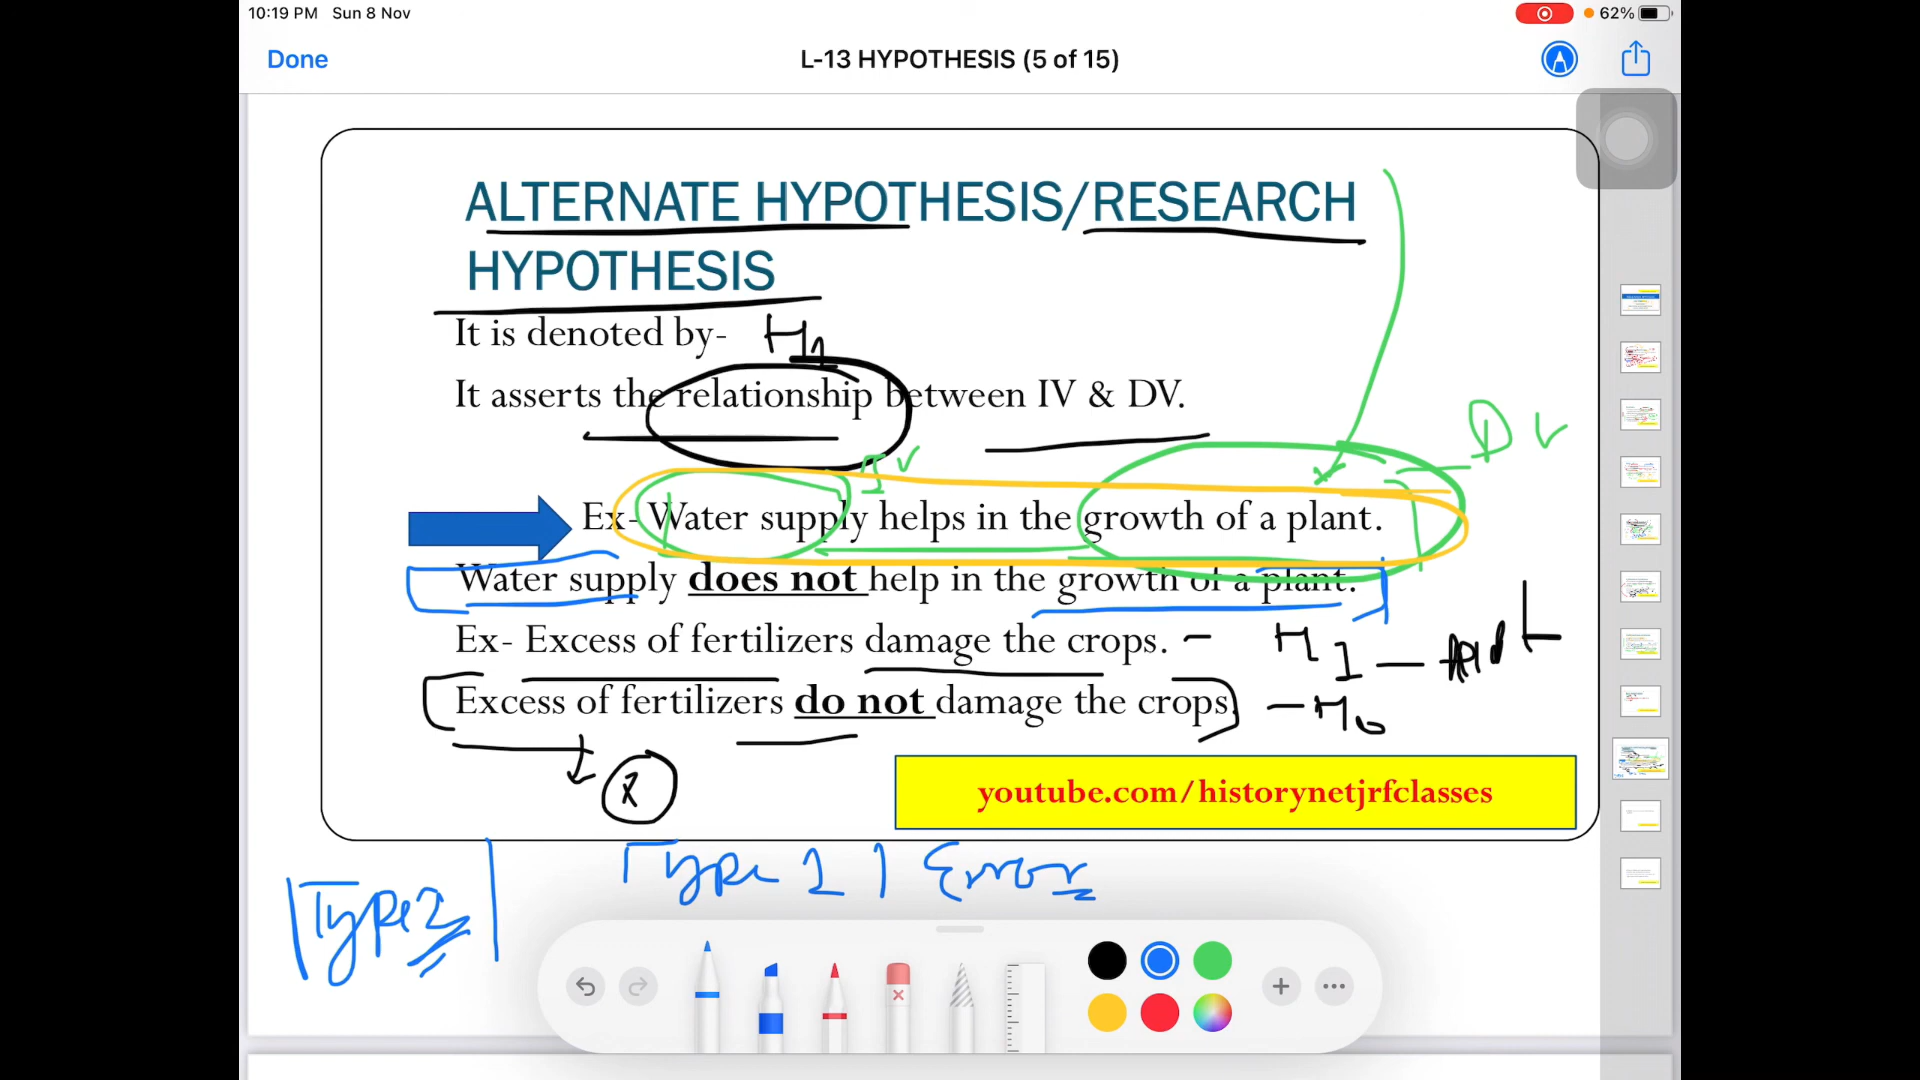 10:19 PM Sun 8 Nov
62%
Done
L-13 HYPOTHESIS (5 of 15)
ALTERNATE HYPOTHESIS/RESEARCH
HYPOTHESIS
It is denoted by- H1
It asserts the relationship between IV & DV.
IV
DV
Ex- Water supply helps in the growth of a plant.
Water supply does not help in the growth of a plant.
Ex- Excess of fertilizers damage the crops. – H1 –
Excess of fertilizers do not damage the crops. – H0
youtube.com/historynetjrfclasses
Type 1 | Error
Type 2